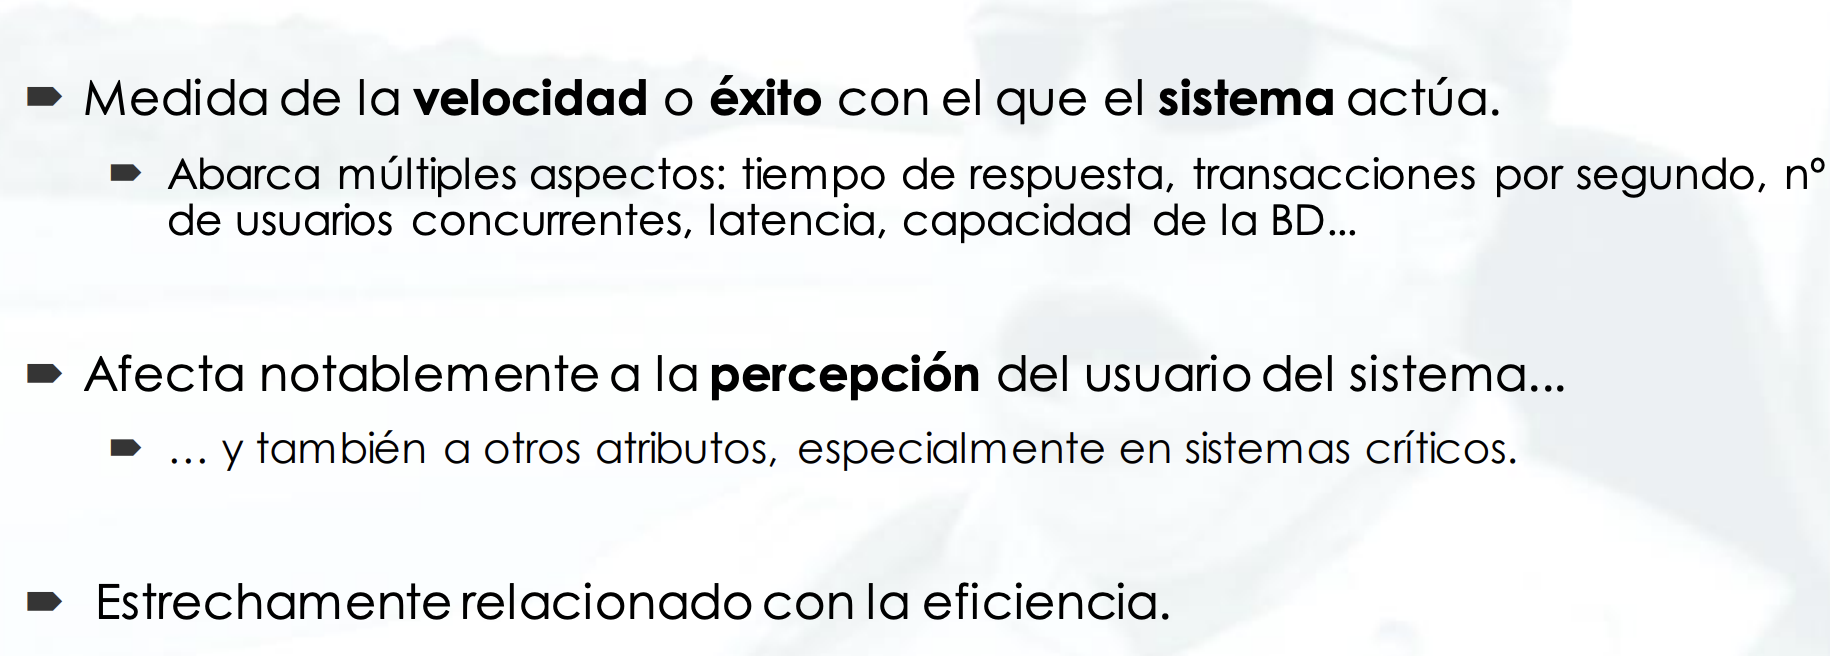 Medida de la velocidad o éxito con el que el sistema actúa.
Abarca múltiples aspectos: tiempo de respuesta, transacciones por segundo, nº
de usuarios concurrentes, latencia, capacidad de la BD...
Afecta notablemente a la percepción del usuario del sistema...
… y también a otros atributos, especialmente en sistemas críticos.
Estrechamente relacionado con la eficiencia.